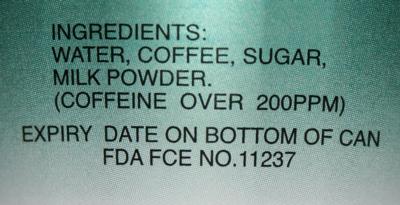 INGREDIENTS:
WATER, COFFEE, SUGAR,
MILK POWDER.
(COFFEINE OVER 200PPM)
EXPIRY DATE ON BOTTOM OF CAN
FDA FCE NO.11237